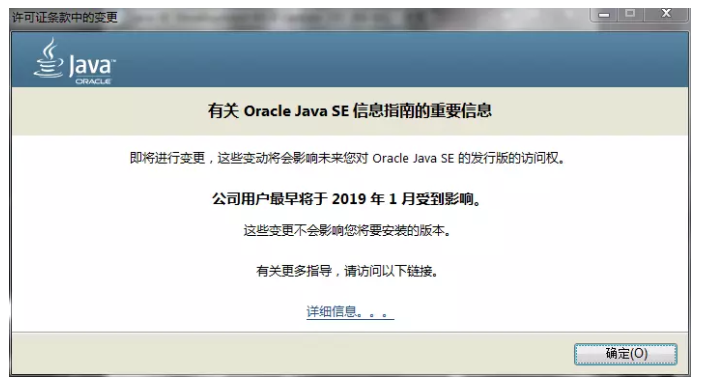 许可证条款中的变更
Java™
ORACLE
有关 Oracle Java SE 信息指南的重要信息
即将进行变更，这些变动将会影响未来您对 Oracle Java SE 的发行版的访问权。
公司用户最早将于 2019 年 1 月受到影响。
这些变更不会影响您将要安装的版本。
有关更多指导，请访问以下链接。
详细信息。。。
确定(O)